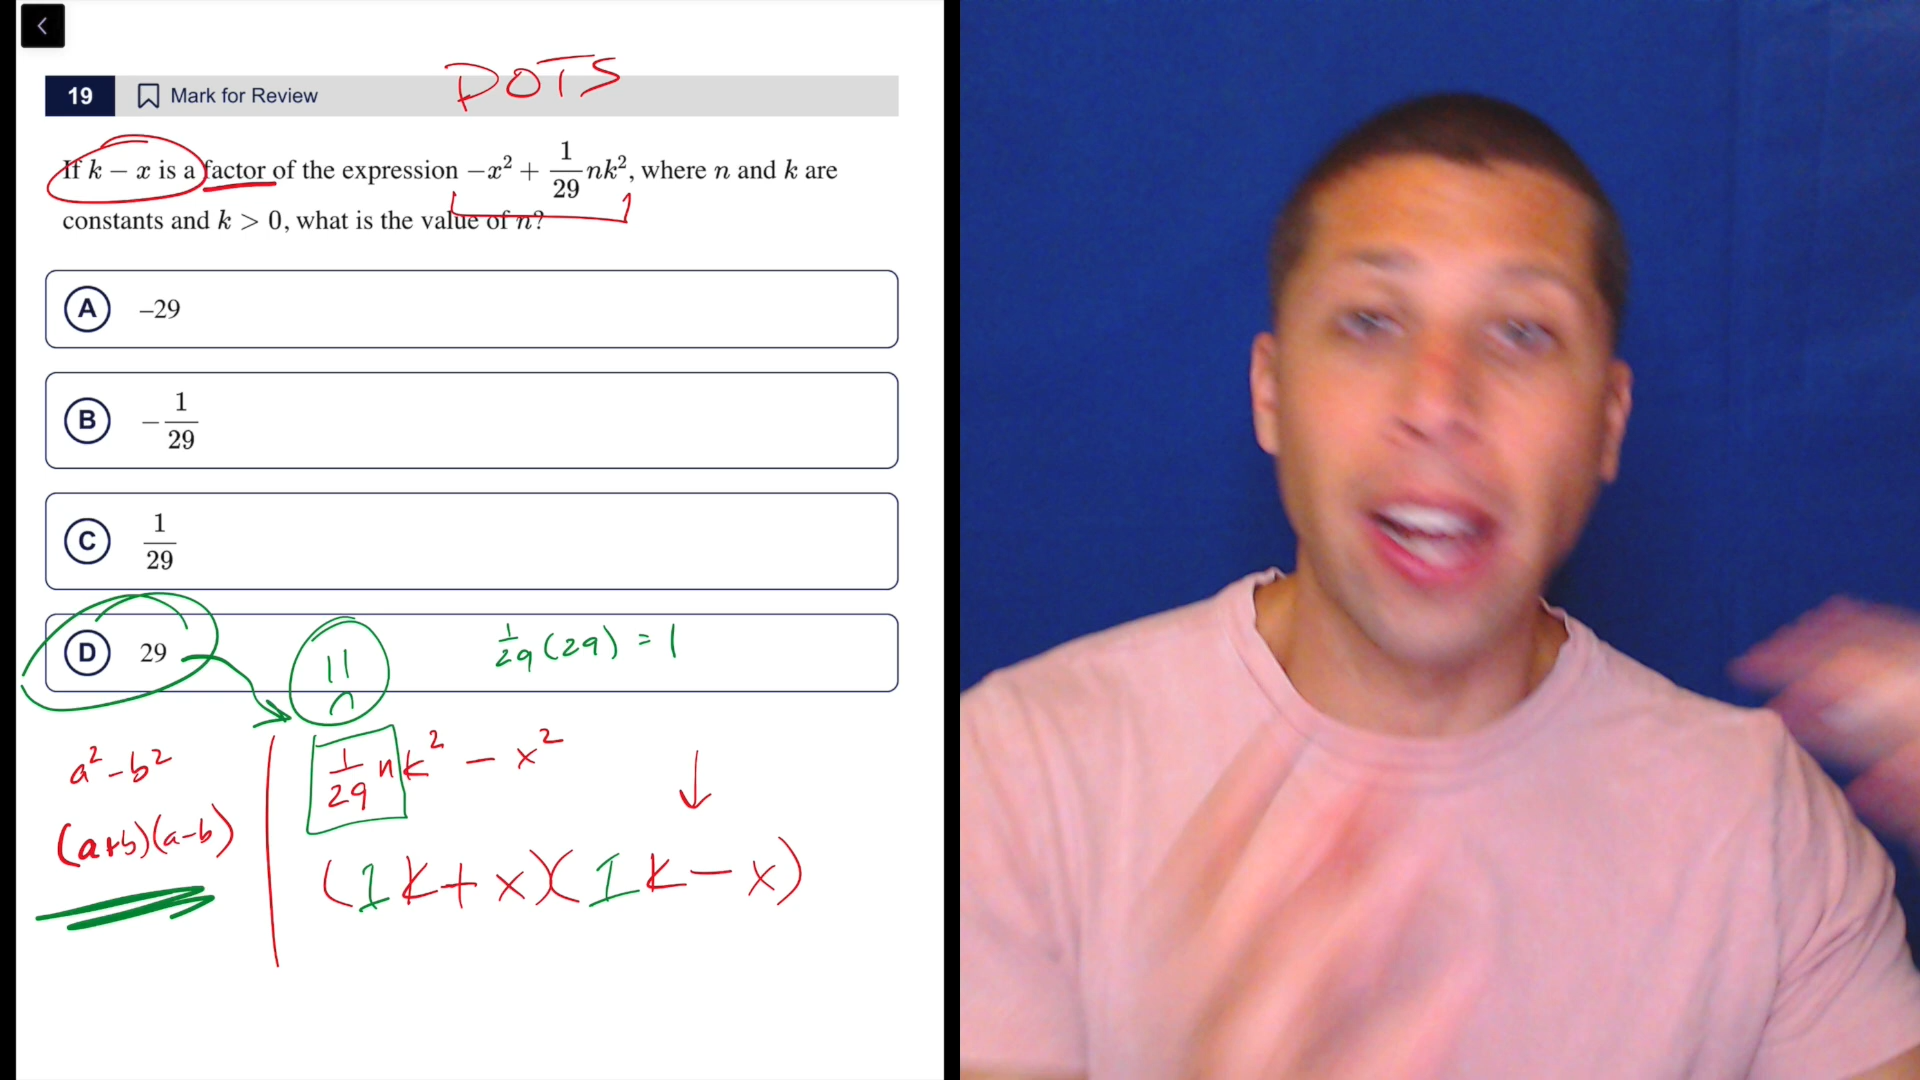 DOTS
19 Mark for Review
If k − x is a factor of the expression −x² + 1/29 nk², where n and k are
constants and k > 0, what is the value of n?
A −29
B −1/29
C 1/29
D 29
11
n
1/29 (29) = 1
a² − b²
(a+b)(a−b)
1/29 nk² − x²
(1k + x)(1k − x)